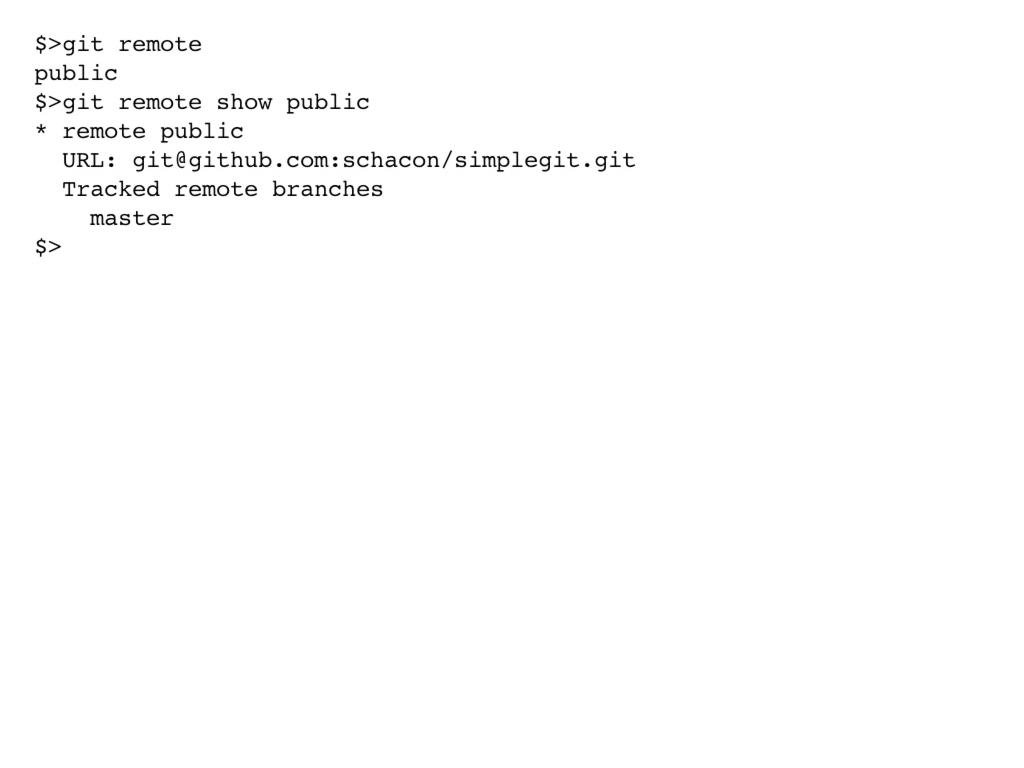 $>git remote
public
$>git remote show public
* remote public
  URL: git@github.com:schacon/simplegit.git
  Tracked remote branches
    master
$>